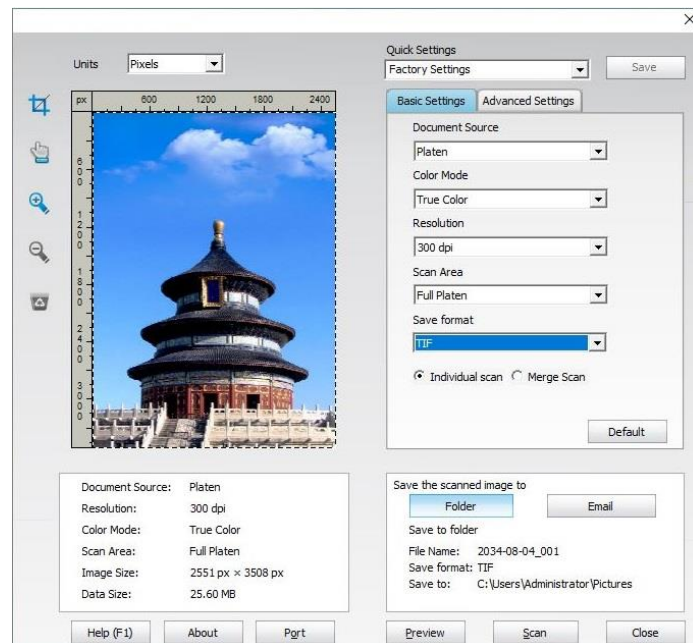 Units Pixels
Quick Settings
Factory Settings Save
px 600 1200 1800 2400
600
1200
1800
2400
3000
Basic Settings Advanced Settings
Document Source
Platen
Color Mode
True Color
Resolution
300 dpi
Scan Area
Full Platen
Save format
TIF
Individual scan Merge Scan
Default
Document Source: Platen
Resolution: 300 dpi
Color Mode: True Color
Scan Area: Full Platen
Image Size: 2551 px × 3508 px
Data Size: 25.60 MB
Save the scanned image to
Folder Email
Save to folder
File Name: 2034-08-04_001
Save format: TIF
Save to: C:\Users\Administrator\Pictures
Help (F1) About Port Preview Scan Close